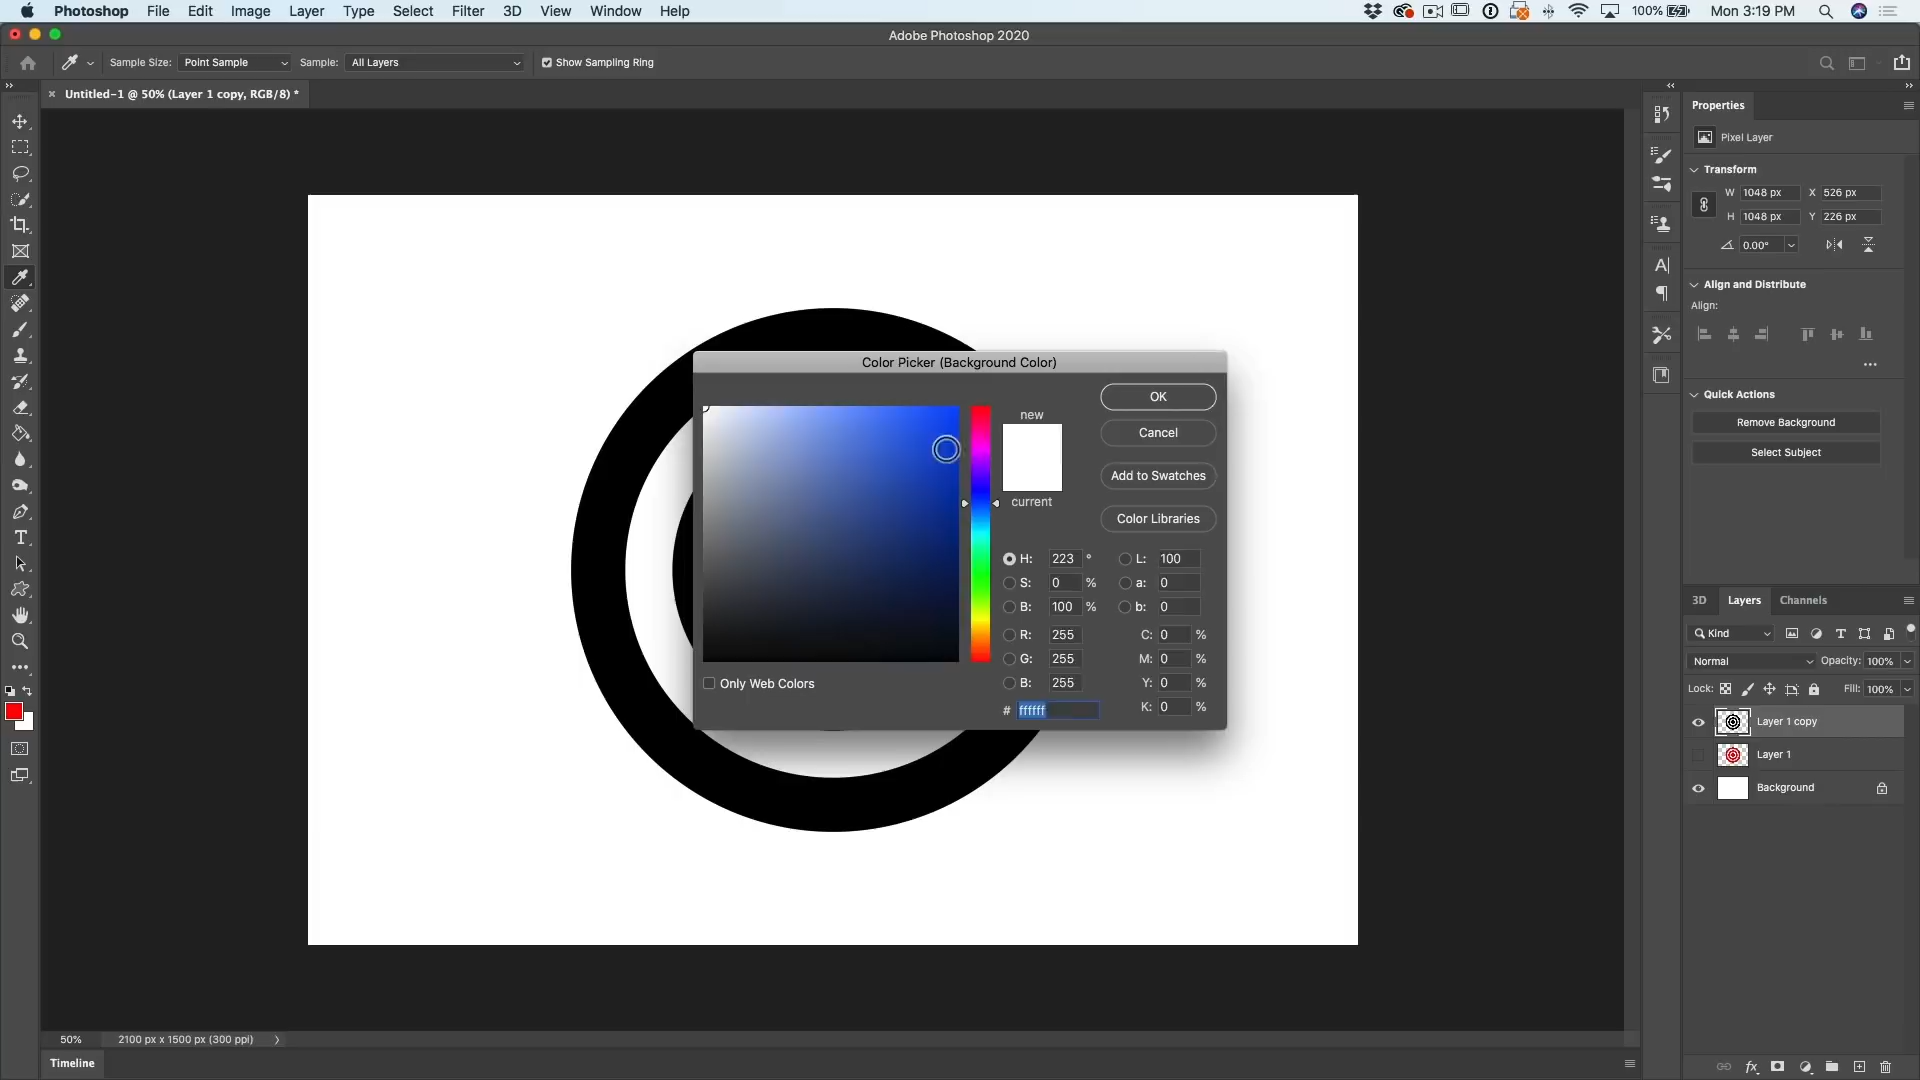 Photoshop File Edit Image Layer Type Select Filter 3D View Window Help 100% Mon 3:19 PM
Adobe Photoshop 2020
Sample Size: Point Sample Sample: All Layers Show Sampling Ring
Untitled-1 @ 50% (Layer 1 copy, RGB/8) *
Properties
Pixel Layer
Transform
W 1048 px X 526 px
H 1048 px Y 226 px
0.00°
Align and Distribute
Align:
Quick Actions
Remove Background
Select Subject
Color Picker (Background Color)
new
current
OK
Cancel
Add to Swatches
Color Libraries
H: 223 ° L: 100
S: 0 % a: 0
B: 100 % b: 0
R: 255 C: 0 %
G: 255 M: 0 %
B: 255 Y: 0 %
# ffffff K: 0 %
Only Web Colors
3D Layers Channels
Kind
Normal Opacity: 100%
Lock: Fill: 100%
Layer 1 copy
Layer 1
Background
50% 2100 px x 1500 px (300 ppi)
Timeline